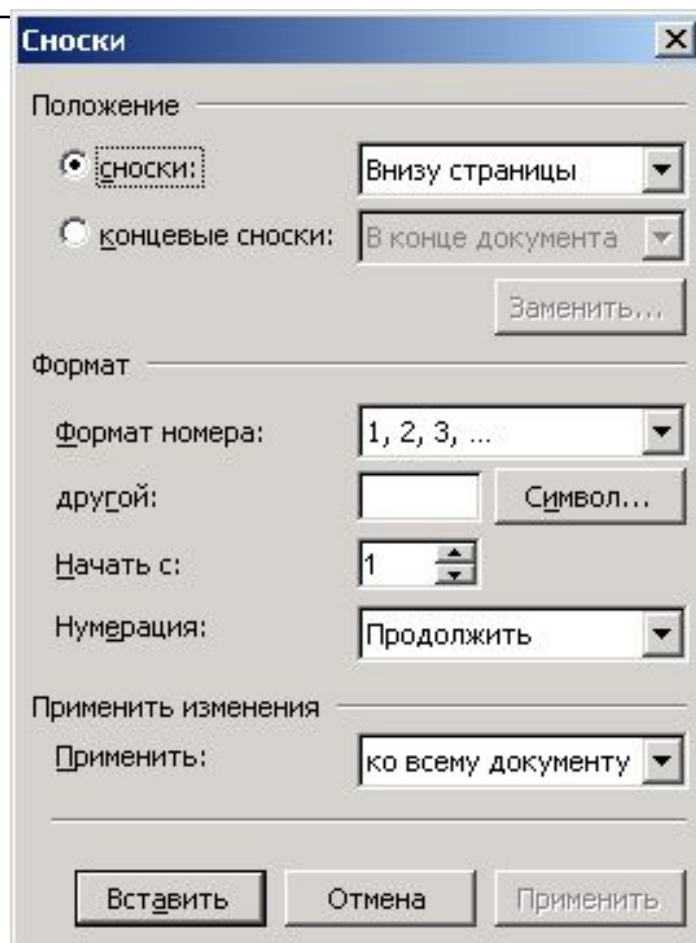 Сноски
Положение
сноски: Внизу страницы
концевые сноски: В конце документа
Заменить...
Формат
Формат номера: 1, 2, 3, ...
другой: Символ...
Начать с: 1
Нумерация: Продолжить
Применить изменения
Применить: ко всему документу
Вставить Отмена Применить